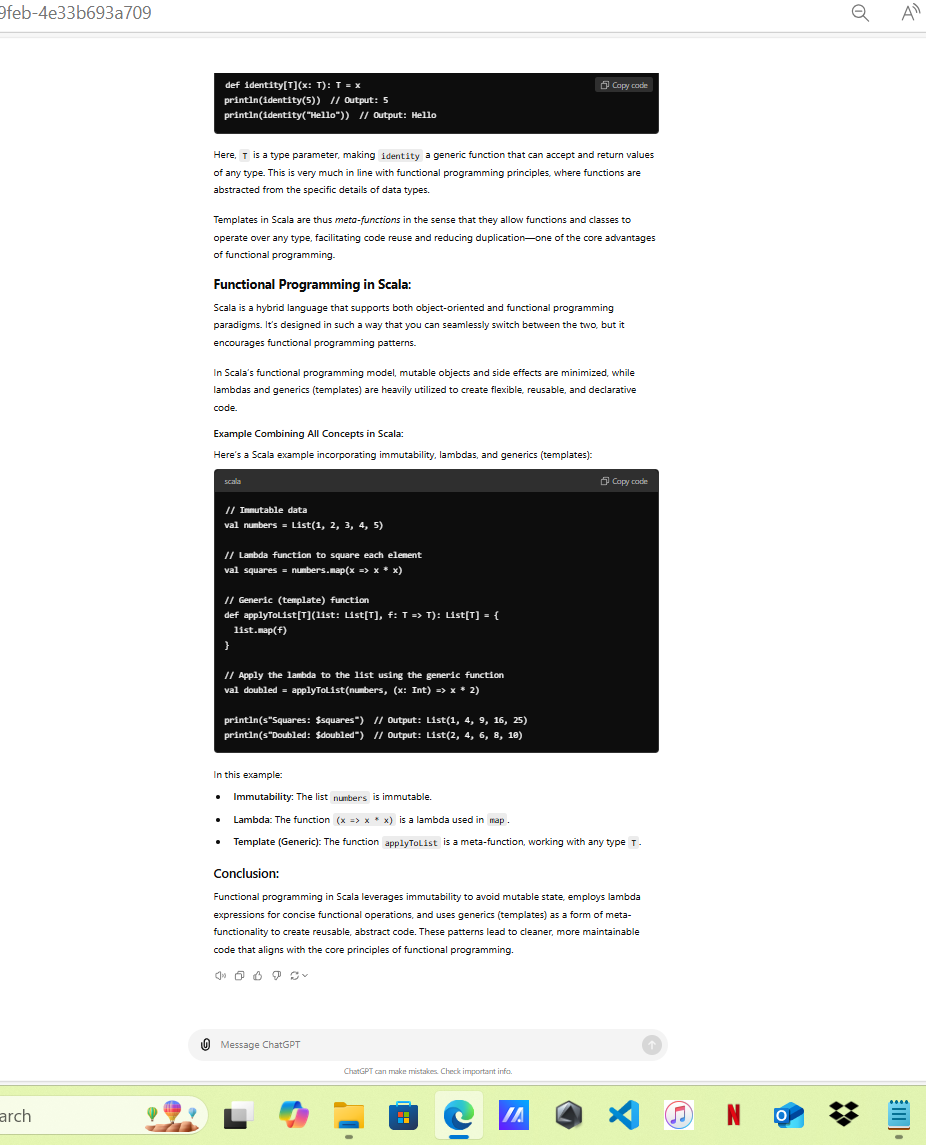 9feb-4e33b693a709
def identity[T](x: T): T = x
Copy code
println(identity(5))  // Output: 5
println(identity("Hello"))  // Output: Hello
Here, T is a type parameter, making identity a generic function that can accept and return values
of any type. This is very much in line with functional programming principles, where functions are
abstracted from the specific details of data types.
Templates in Scala are thus meta-functions in the sense that they allow functions and classes to
operate over any type, facilitating code reuse and reducing duplication—one of the core advantages
of functional programming.
Functional Programming in Scala:
Scala is a hybrid language that supports both object-oriented and functional programming
paradigms. It's designed in such a way that you can seamlessly switch between the two, but it
encourages functional programming patterns.
In Scala's functional programming model, mutable objects and side effects are minimized, while
lambdas and generics (templates) are heavily utilized to create flexible, reusable, and declarative
code.
Example Combining All Concepts in Scala:
Here's a Scala example incorporating immutability, lambdas, and generics (templates):
scala
Copy code
// Immutable data
val numbers = List(1, 2, 3, 4, 5)
// Lambda function to square each element
val squares = numbers.map(x => x * x)
// Generic (template) function
def applyToList[T](list: List[T], f: T => T): List[T] = {
  list.map(f)
}
// Apply the lambda to the list using the generic function
val doubled = applyToList(numbers, (x: Int) => x * 2)
println(s"Squares: $squares")  // Output: List(1, 4, 9, 16, 25)
println(s"Doubled: $doubled")  // Output: List(2, 4, 6, 8, 10)
In this example:
• Immutability: The list numbers is immutable.
• Lambda: The function (x => x * x) is a lambda used in map.
• Template (Generic): The function applyToList is a meta-function, working with any type T.
Conclusion:
Functional programming in Scala leverages immutability to avoid mutable state, employs lambda
expressions for concise functional operations, and uses generics (templates) as a form of meta-
functionality to create reusable, abstract code. These patterns lead to cleaner, more maintainable
code that aligns with the core principles of functional programming.
Message ChatGPT
ChatGPT can make mistakes. Check important info.
arch